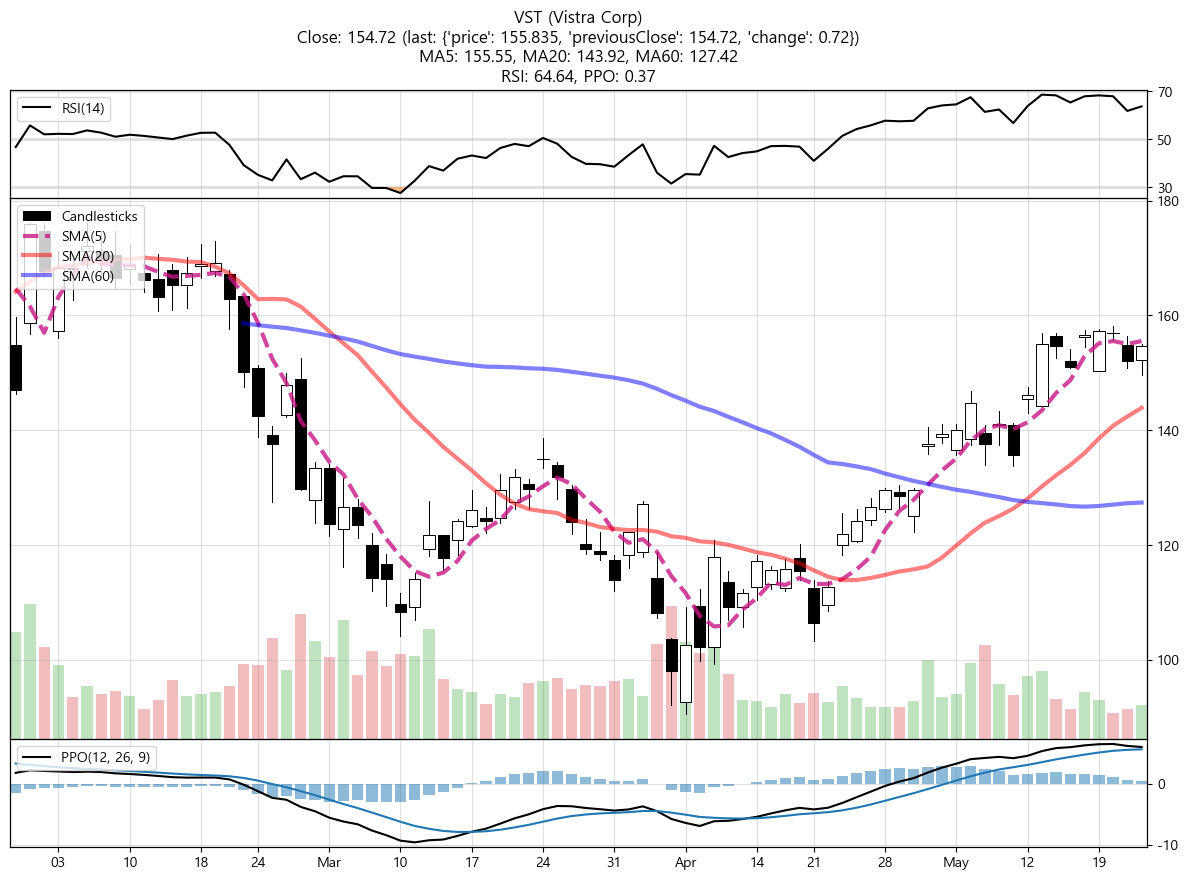 VST (Vistra Corp)
Close: 154.72 (last: {'price': 155.835, 'previousClose': 154.72, 'change': 0.72})
MA5: 155.55, MA20: 143.92, MA60: 127.42
RSI: 64.64, PPO: 0.37
RSI(14)
70
50
30
Candlesticks
SMA(5)
SMA(20)
SMA(60)
180
160
140
120
100
PPO(12, 26, 9)
0
-10
03 10 18 24 Mar 10 17 24 31 Apr 14 21 28 May 12 19